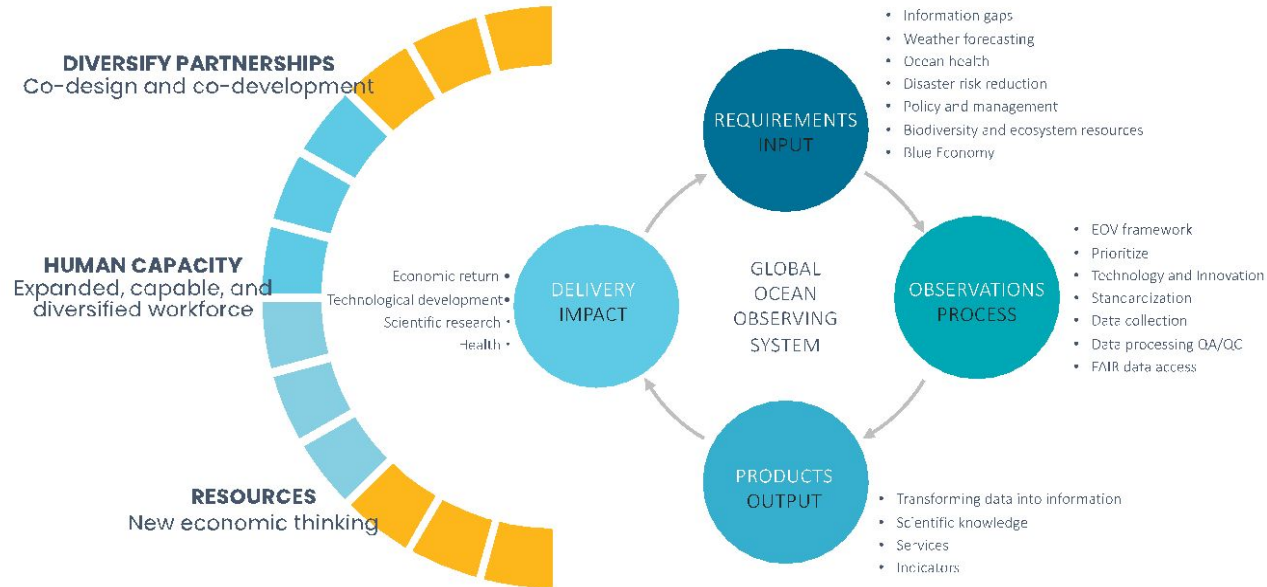 DIVERSIFY PARTNERSHIPS
Co-design and co-development
HUMAN CAPACITY
Expanded, capable, and
diversified workforce
RESOURCES
New economic thinking
REQUIREMENTS
INPUT
• Information gaps
• Weather forecasting
• Ocean health
• Disaster risk reduction
• Policy and management
• Biodiversity and ecosystem resources
• Blue Economy
OBSERVATIONS
PROCESS
• EOV framework
• Prioritize
• Technology and Innovation
• Stancarcization
• Data collection
• Data processing QA/QC
• FAIR data access
GLOBAL
OCEAN
OBSERVING
SYSTEM
PRODUCTS
OUTPUT
• Transforming data into information
• Scientific knowledge
• Services
• Indicators
DELIVERY
IMPACT
Economic return •
Technological development •
Scientific research •
Health •